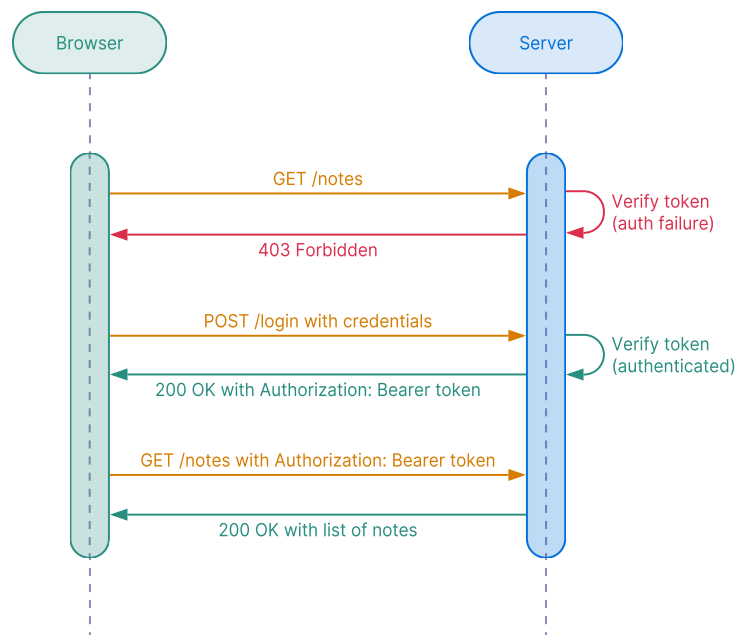 Browser
Server
GET /notes
Verify token
(auth failure)
403 Forbidden
POST /login with credentials
Verify token
(authenticated)
200 OK with Authorization: Bearer token
GET /notes with Authorization: Bearer token
200 OK with list of notes